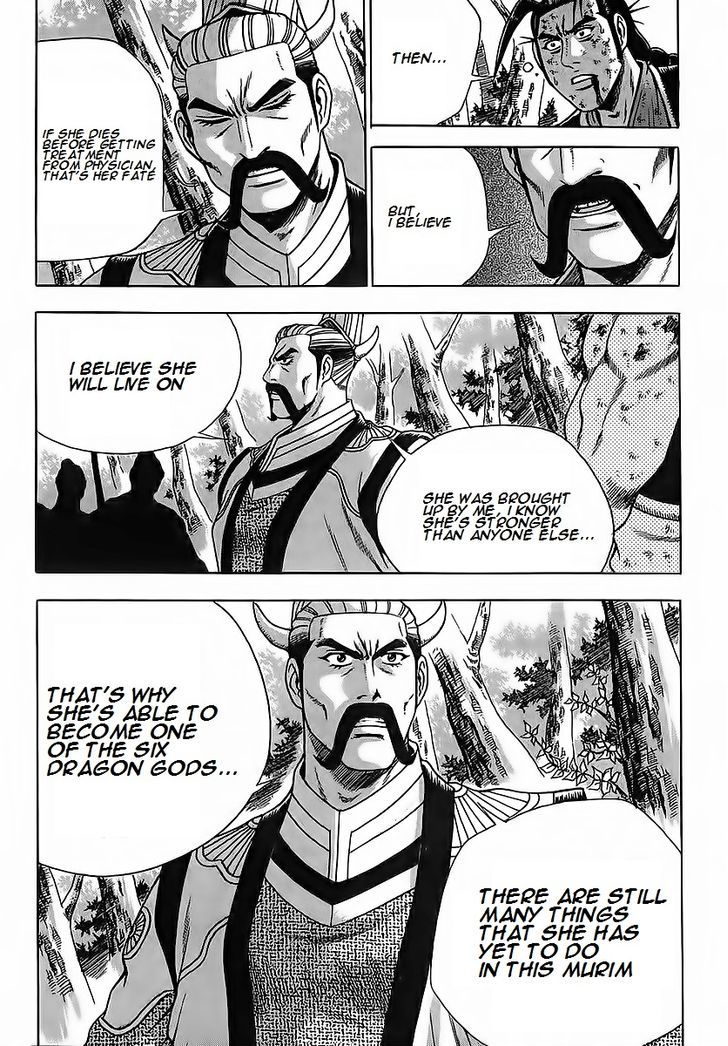 IF SHE DIES
BEFORE GETTING
TREATMENT
FROM PHYSICIAN,
THAT'S HER FATE
THEN...
BUT,
I BELIEVE
I BELIEVE SHE
WILL LIVE ON
SHE WAS BROUGHT
UP BY ME, I KNOW
SHE'S STRONGER
THAN ANYONE ELSE...
THAT'S WHY
SHE'S ABLE TO
BECOME ONE
OF THE SIX
DRAGON GODS...
THERE ARE STILL
MANY THINGS
THAT SHE HAS
YET TO DO
IN THIS MURIM